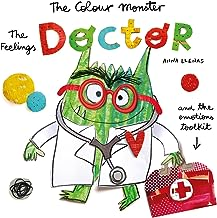 The Colour Monster
The Feelings
DOCTOR
ANNA LLENAS
and the
emotions
toolkit